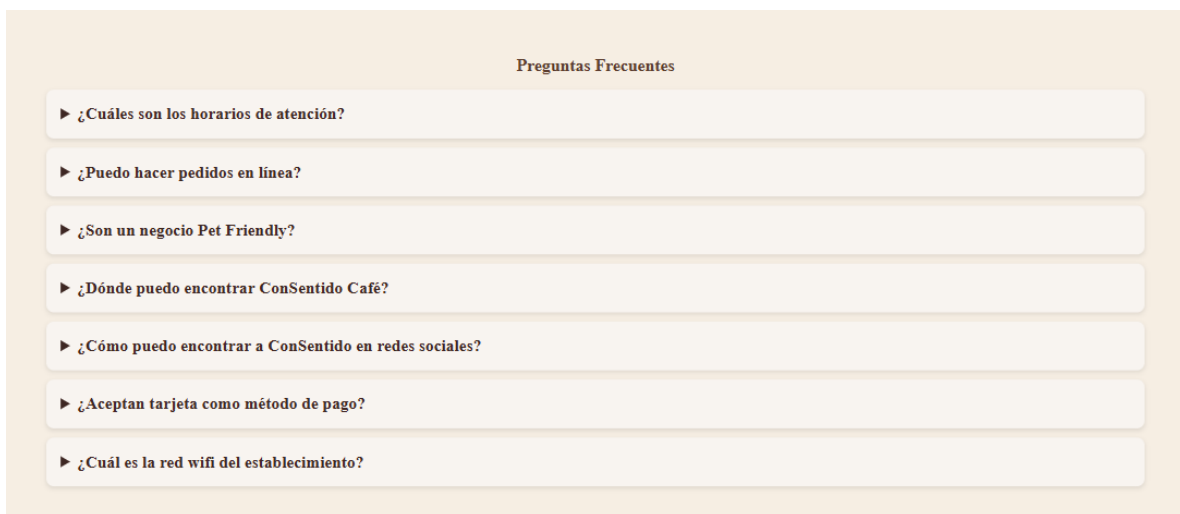 Preguntas Frecuentes
¿Cuáles son los horarios de atención?
¿Puedo hacer pedidos en línea?
¿Son un negocio Pet Friendly?
¿Dónde puedo encontrar ConSentido Café?
¿Cómo puedo encontrar a ConSentido en redes sociales?
¿Aceptan tarjeta como método de pago?
¿Cuál es la red wifi del establecimiento?